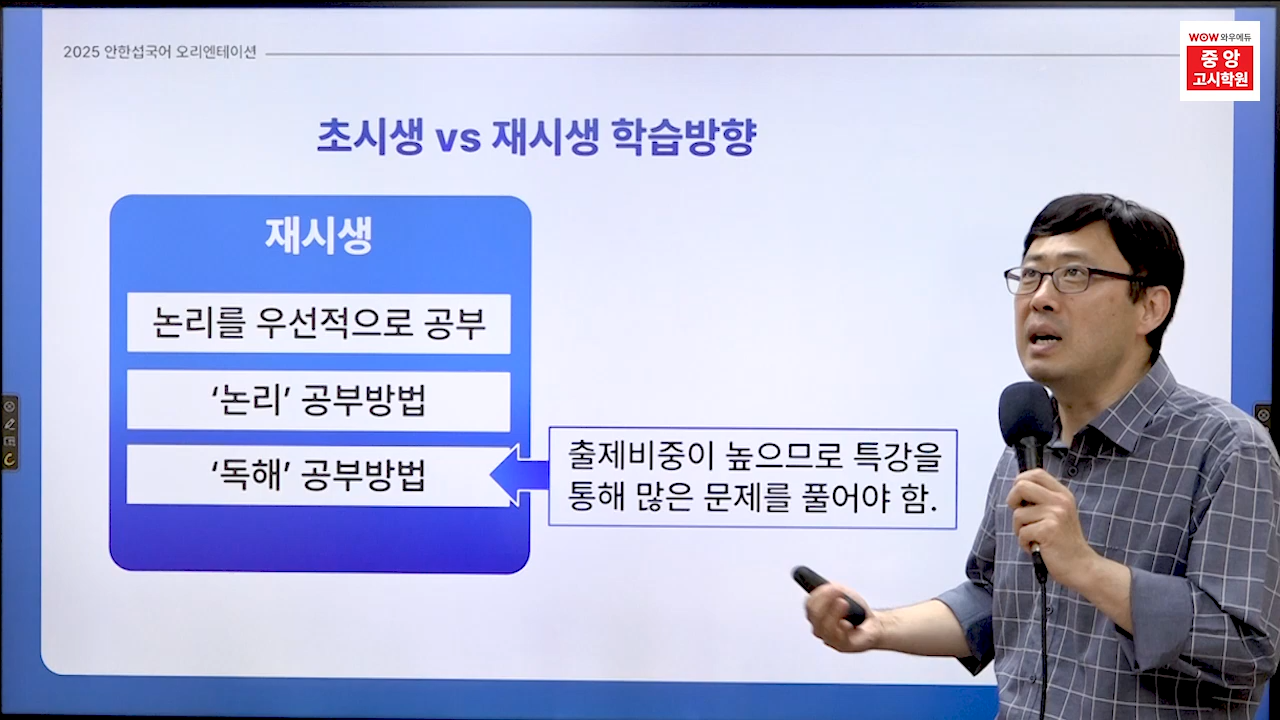 2025 안한섭국어 오리엔테이션
WOW와우에듀
중앙
고시학원
초시생 vs 재시생 학습방향
재시생
논리를 우선적으로 공부
‘논리’ 공부방법
‘독해’ 공부방법
출제비중이 높으므로 특강을
통해 많은 문제를 풀어야 함.